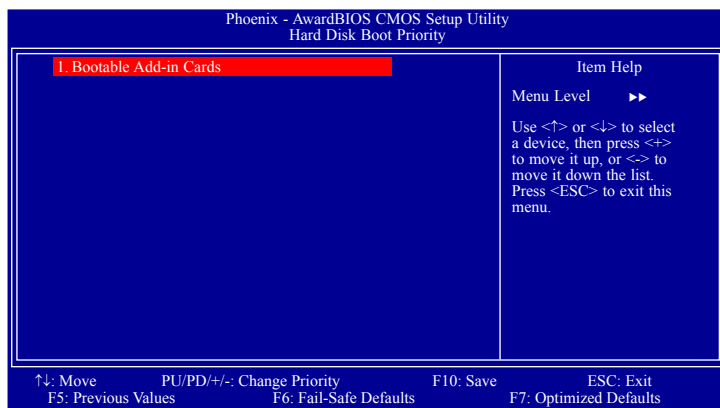 Phoenix - AwardBIOS CMOS Setup Utility
Hard Disk Boot Priority
1. Bootable Add-in Cards
Item Help
Menu Level ▶▶
Use <↑> or <↓> to select
a device, then press <+>
to move it up, or <-> to
move it down the list.
Press <ESC> to exit this
menu.
↑↓: Move PU/PD/+/-: Change Priority F10: Save ESC: Exit
F5: Previous Values F6: Fail-Safe Defaults F7: Optimized Defaults